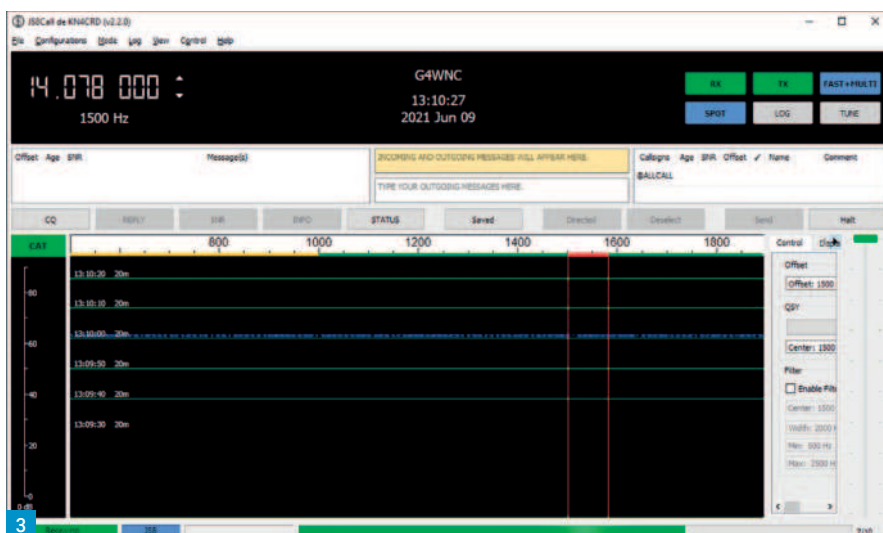 JS8Call de KN4CRD (v2.2.0)
File Configurations Mode Log View Control Help
14.078 000
1500 Hz
G4WNC
13:10:27
2021 Jun 09
RX TX FAST+MULTI
SPOT LOG TUNE
Offset Age SNR Message(s)
INCOMING AND OUTGOING MESSAGES WILL APPEAR HERE.
TYPE YOUR OUTGOING MESSAGES HERE.
Callsigns Age SNR Offset ✓ Name Comment
@ALLCALL
CQ REPLY SNR INFO STATUS Saved Directed Deselect Send Halt
CAT
800 1000 1200 1400 1600 1800
Control Displ
13:10:20 20m
13:10:10 20m
13:10:00 20m
13:09:50 20m
13:09:40 20m
13:09:30 20m
80
60
40
20
0
0 dB
Offset
Offset: 1500
QSY
Center: 1500
Filter
Enable Filt
Center: 1500
Width: 2000 H
Min: 500 Hz
Max: 2500 H
3
Receiving JS8